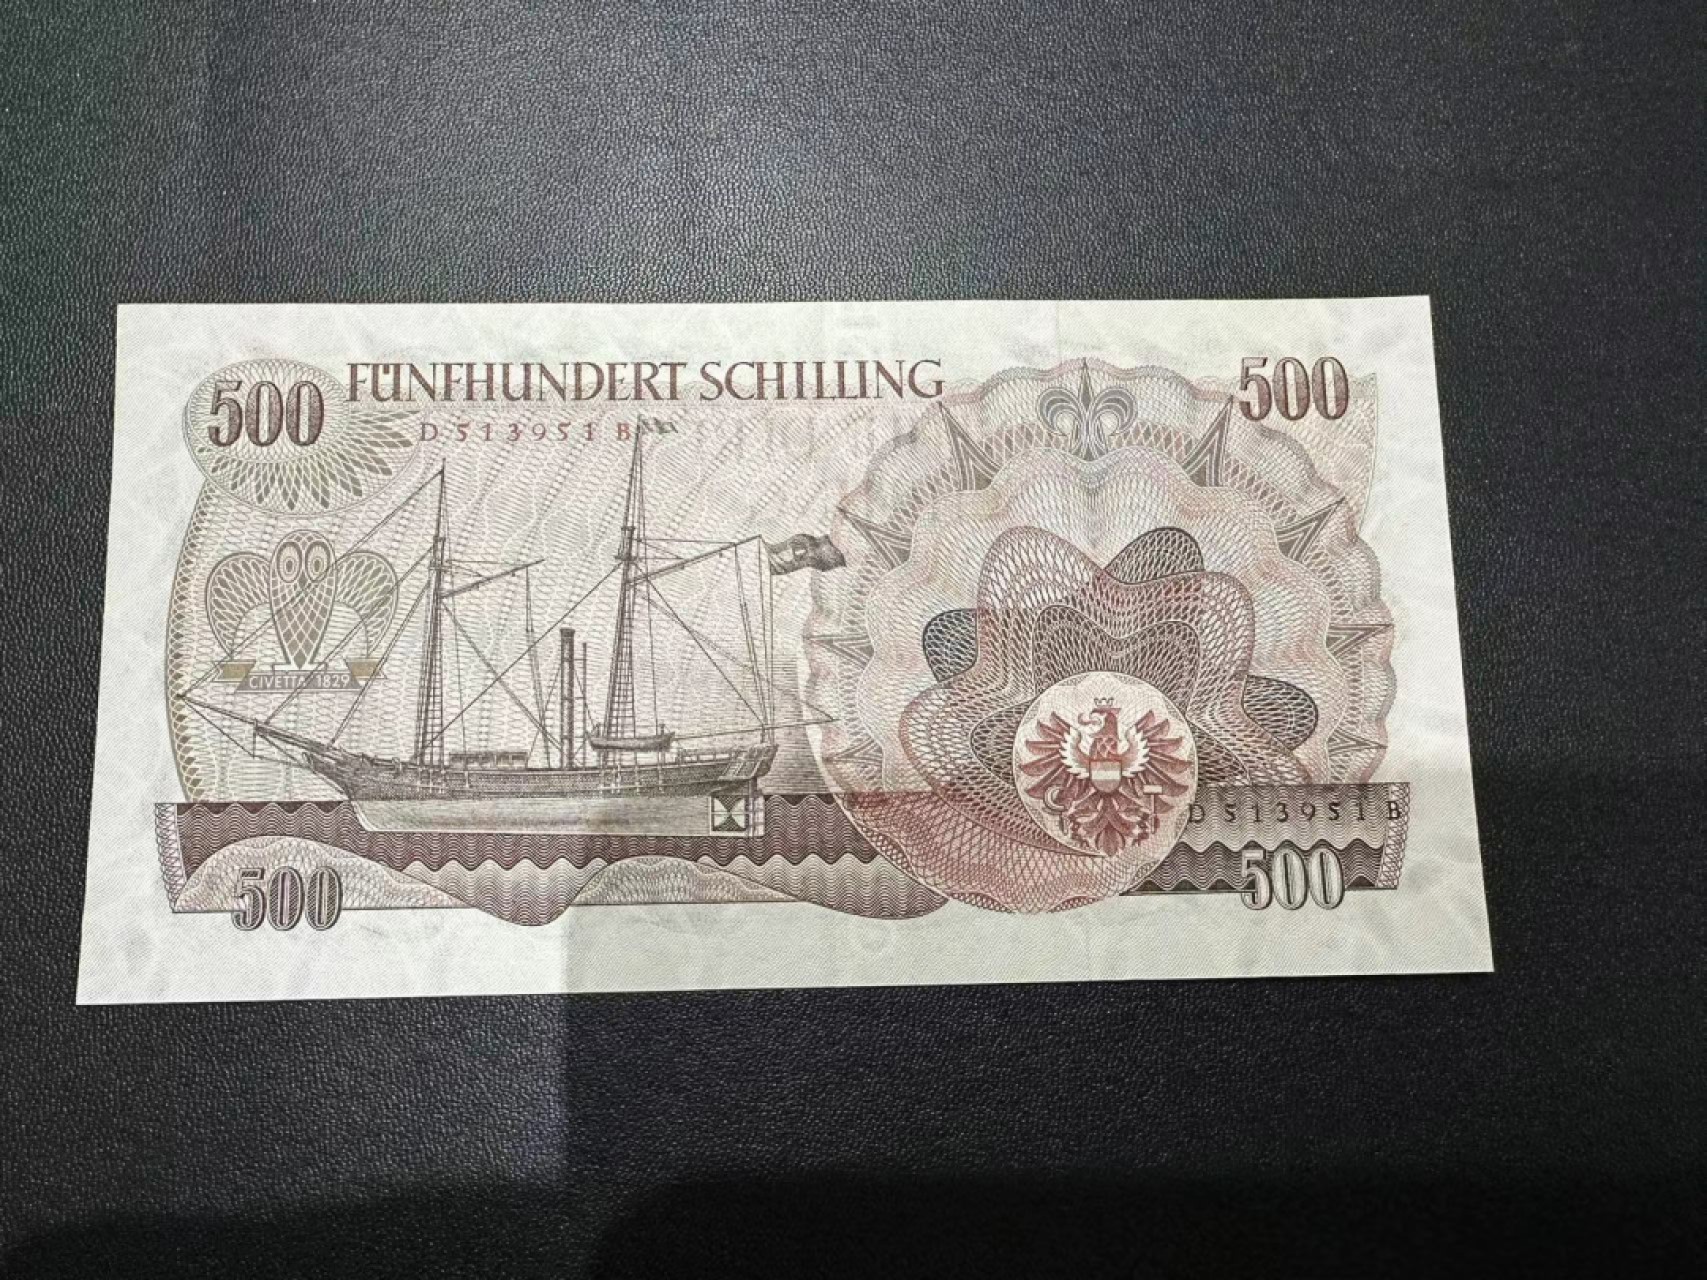 500 FÜNFHUNDERT SCHILLING 500
D 513951 B
CIVETTA 1829
D 513951 B
500 500